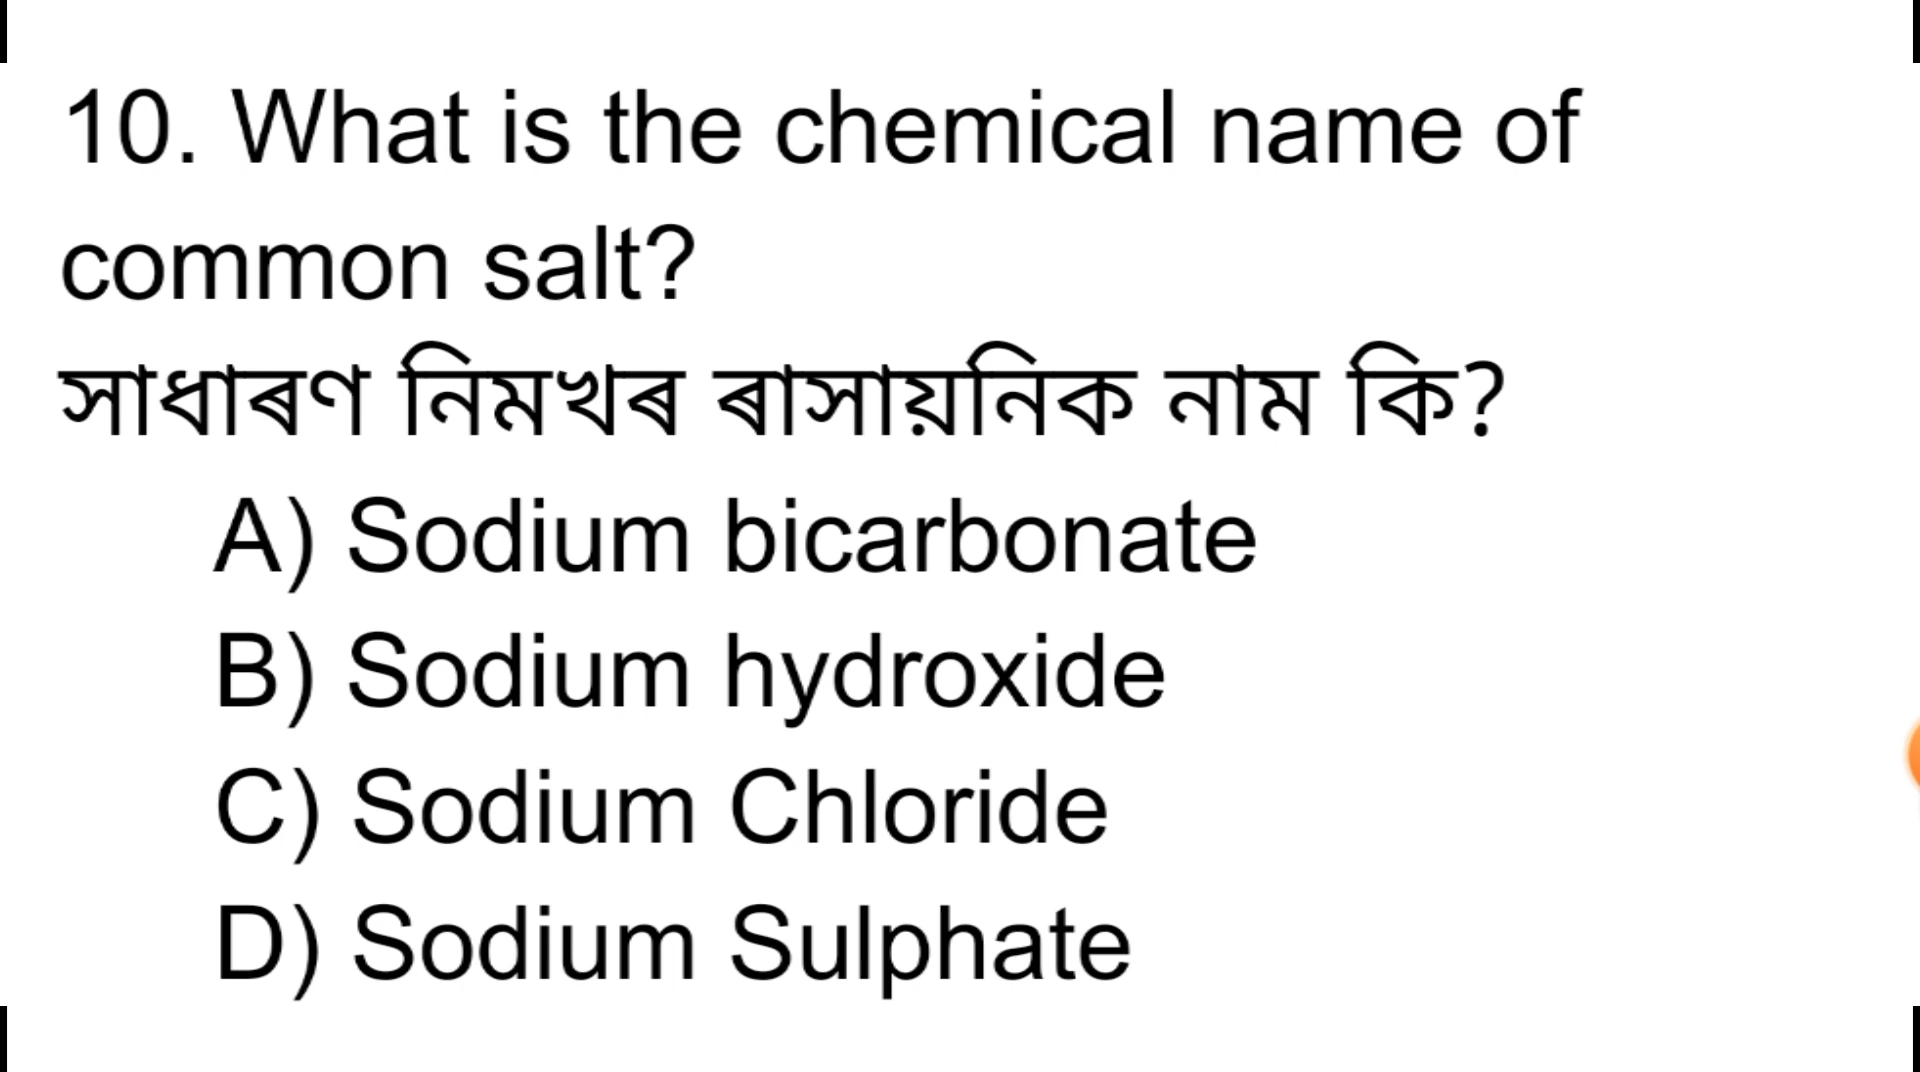 10. What is the chemical name of
common salt?
সাধাৰণ নিমখৰ ৰাসায়নিক নাম কি?
A) Sodium bicarbonate
B) Sodium hydroxide
C) Sodium Chloride
D) Sodium Sulphate